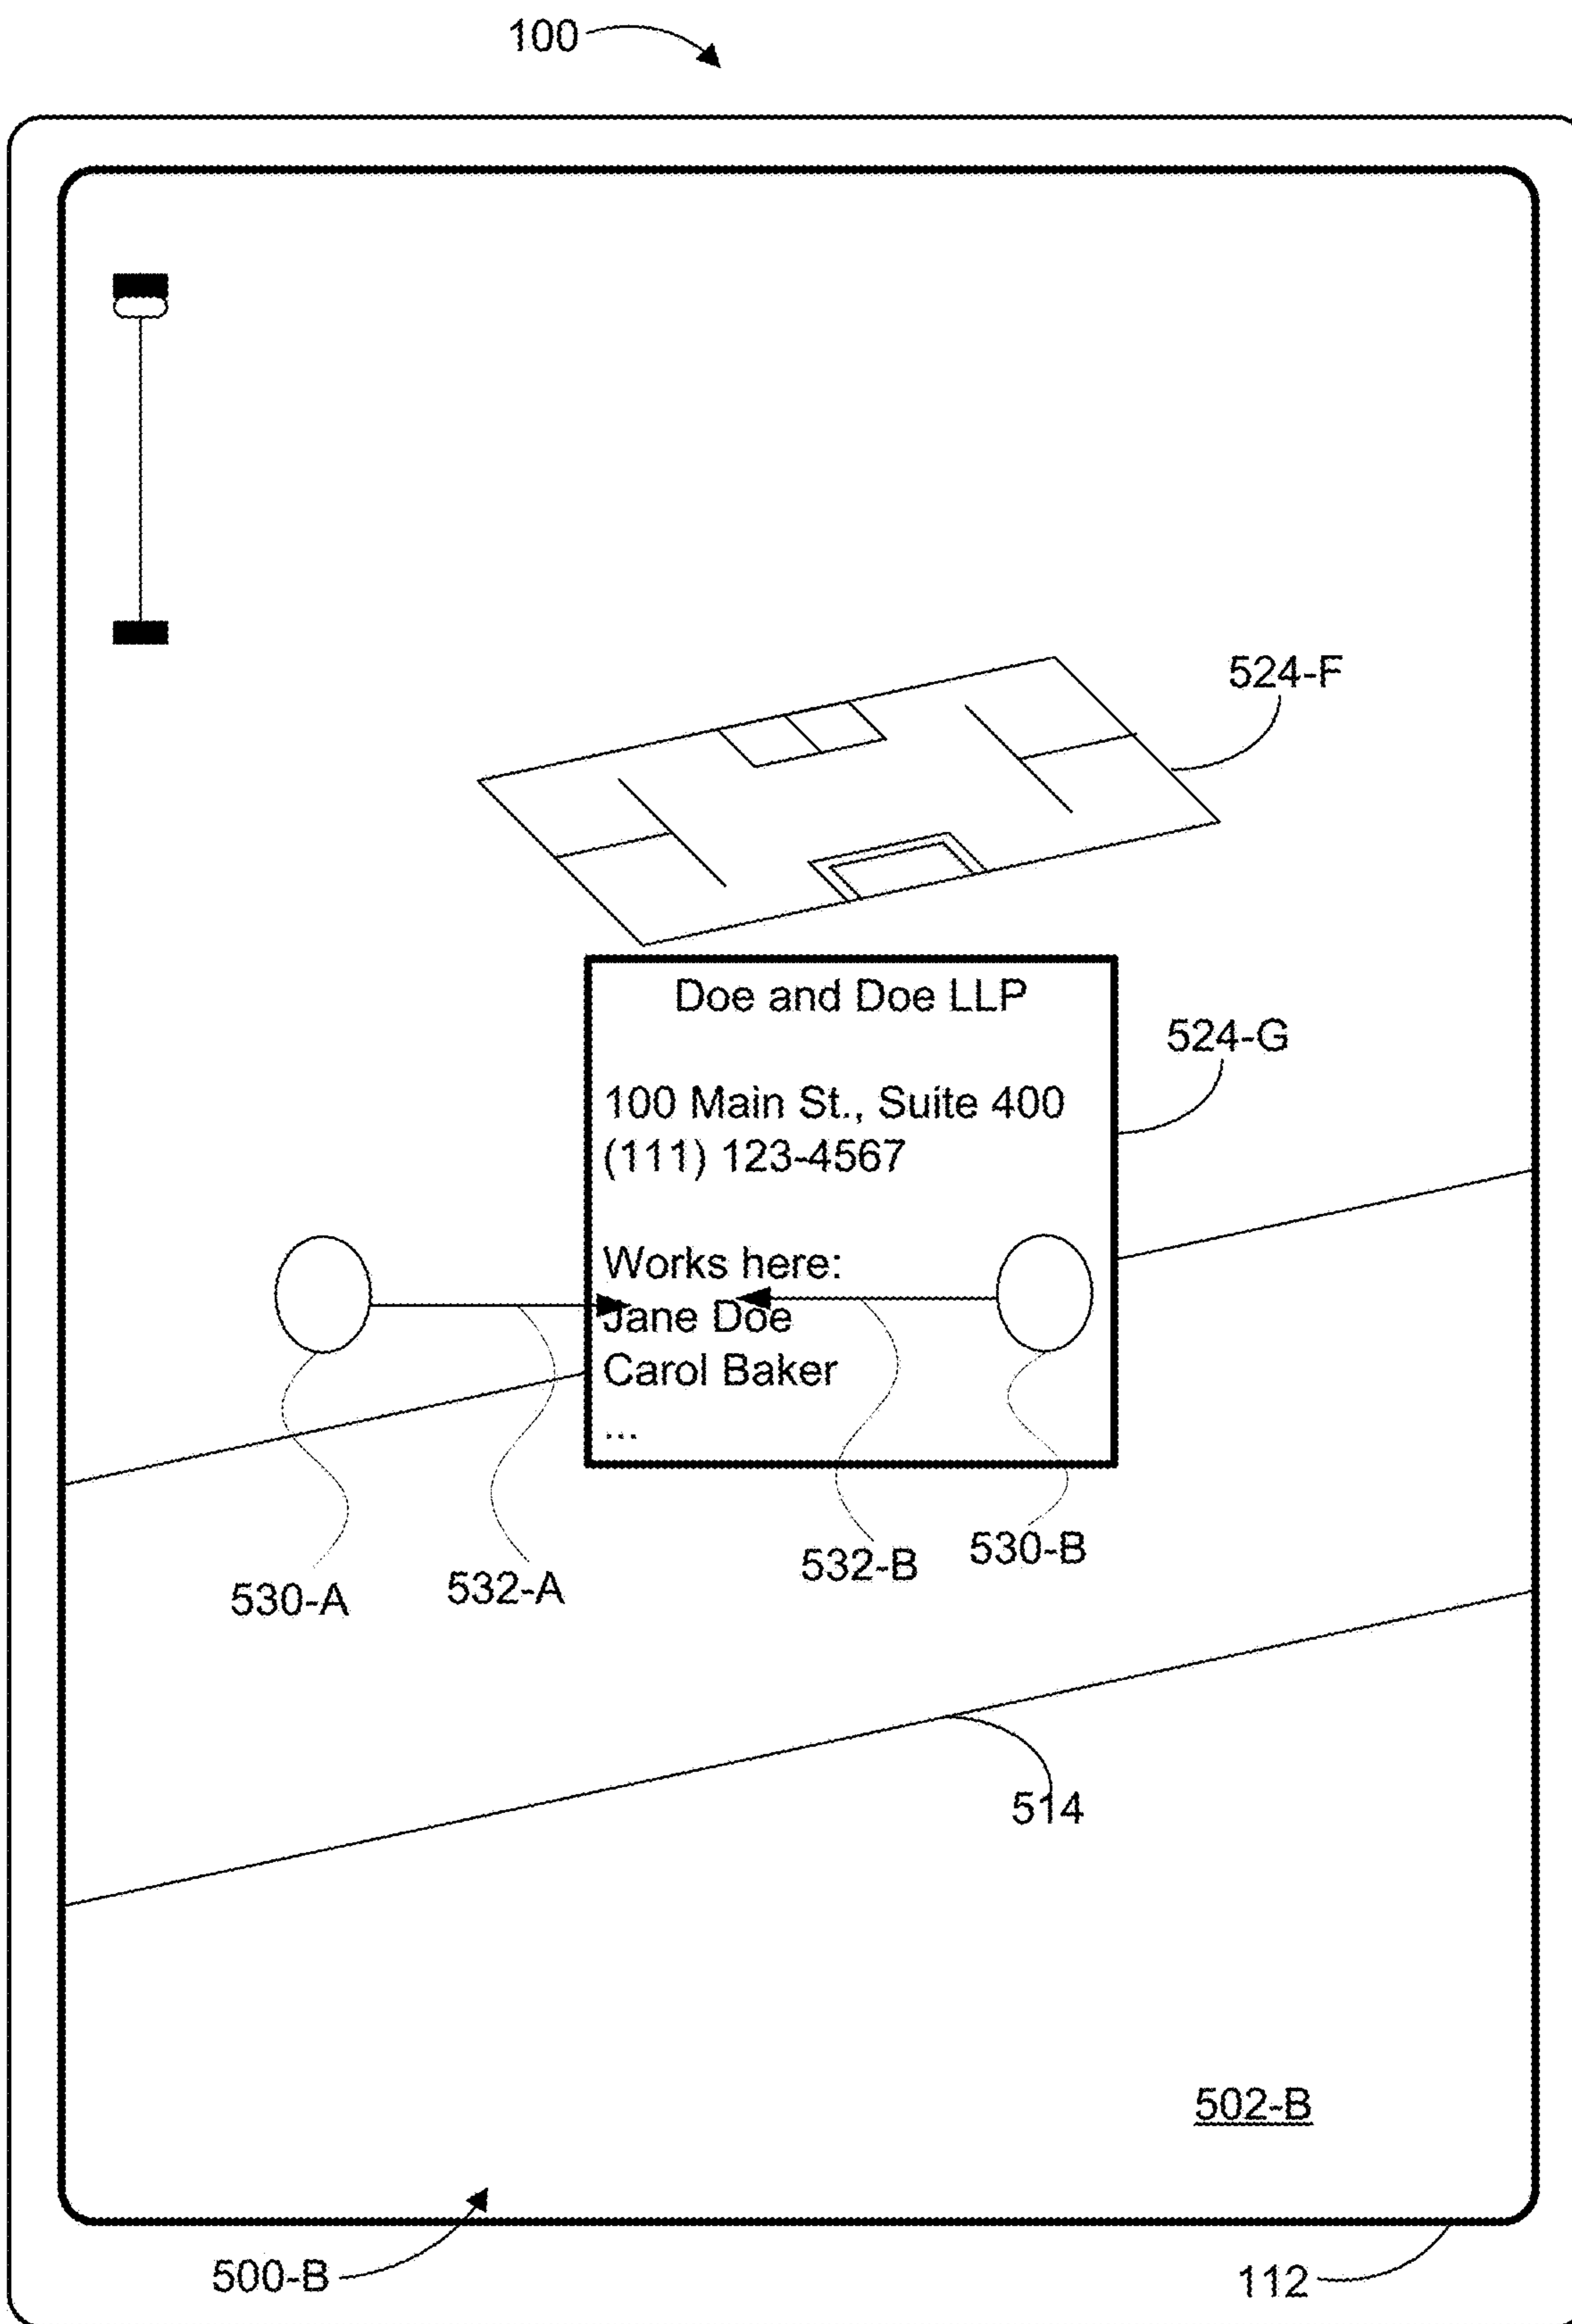 100
524-F
Doe and Doe LLP
524-G
100 Main St., Suite 400
(111) 123-4567
Works here:
Jane Doe
Carol Baker
...
530-A
532-A
532-B
530-B
514
502-B
500-B
112